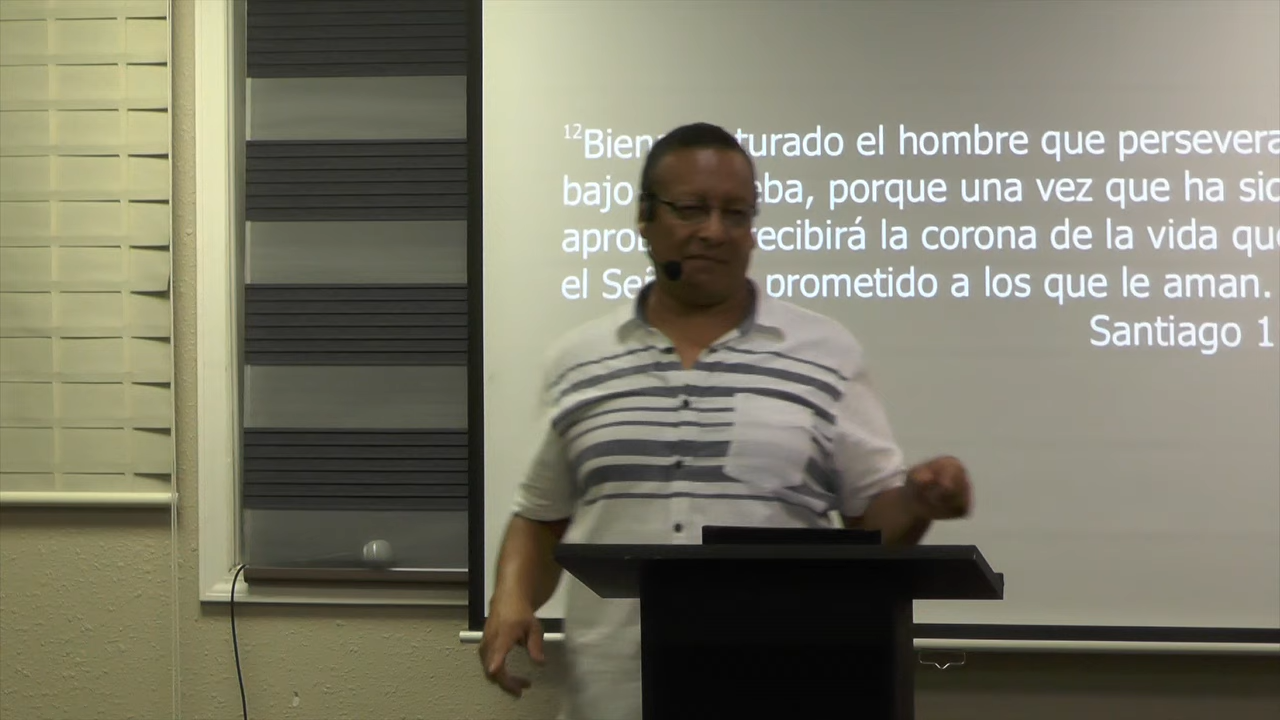 12Bien turado el hombre que persevera
bajo eba, porque una vez que ha sid
apro recibirá la corona de la vida que
el Se prometido a los que le aman.
Santiago 1